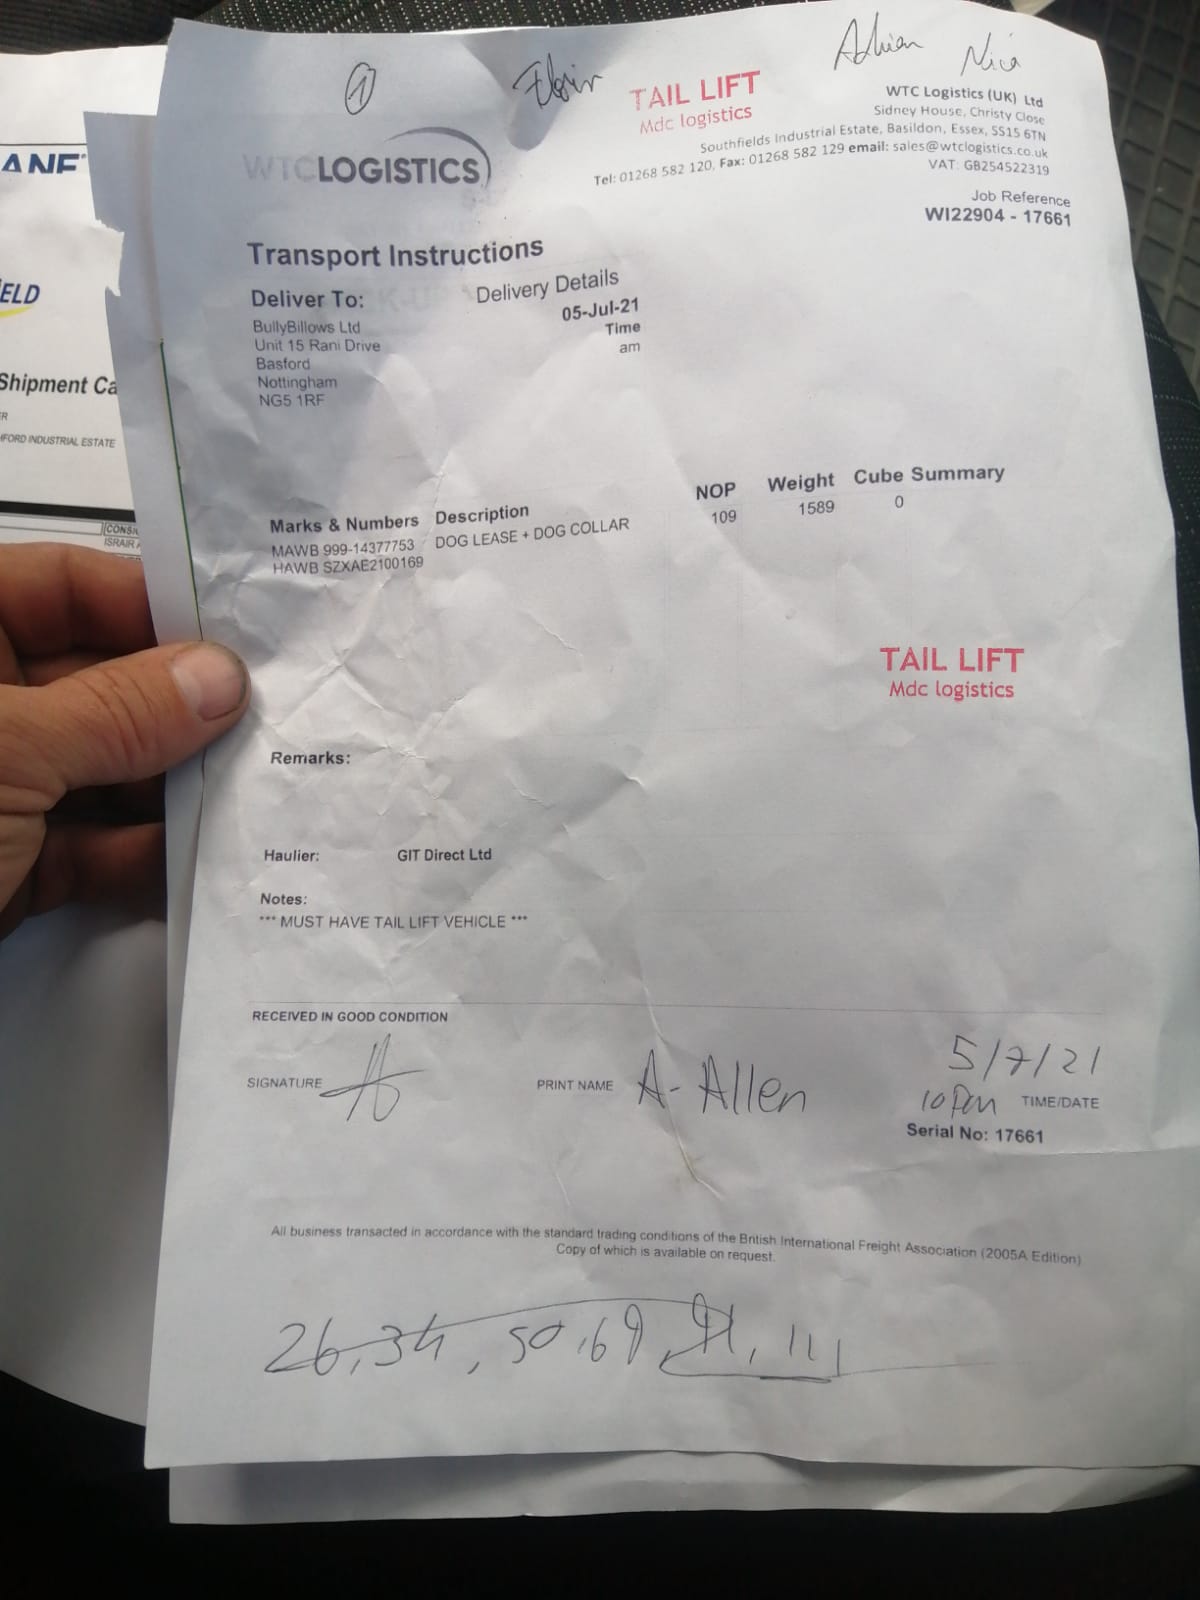 1
Adrian Nica
TAIL LIFT
Mdc logistics
WTC Logistics (UK) Ltd
Sidney House, Christy Close
Southfields Industrial Estate, Basildon, Essex, SS15 6TN
Tel: 01268 582 120, Fax: 01268 582 129 email: sales@wtclogistics.co.uk
VAT: GB254522319
WTCLOGISTICS
Job Reference
WI22904 - 17661
Transport Instructions
Deliver To:
BullyBillows Ltd
Unit 15 Rani Drive
Basford
Nottingham
NG5 1RF
Delivery Details
05-Jul-21
Time
am
Marks & Numbers Description NOP Weight Cube Summary
MAWB 999-14377753 DOG LEASE + DOG COLLAR 109 1589 0
HAWB SZXAE2100169
TAIL LIFT
Mdc logistics
Remarks:
Haulier: GIT Direct Ltd
Notes:
*** MUST HAVE TAIL LIFT VEHICLE ***
RECEIVED IN GOOD CONDITION
SIGNATURE PRINT NAME A- Allen 5/7/21
TIME/DATE
Serial No: 17661
All business transacted in accordance with the standard trading conditions of the British International Freight Association (2005A Edition)
Copy of which is available on request.
26, 34, 50, 69, 91, 111
ELD
Shipment Ca
FORD INDUSTRIAL ESTATE
CONSI
ISRAIR